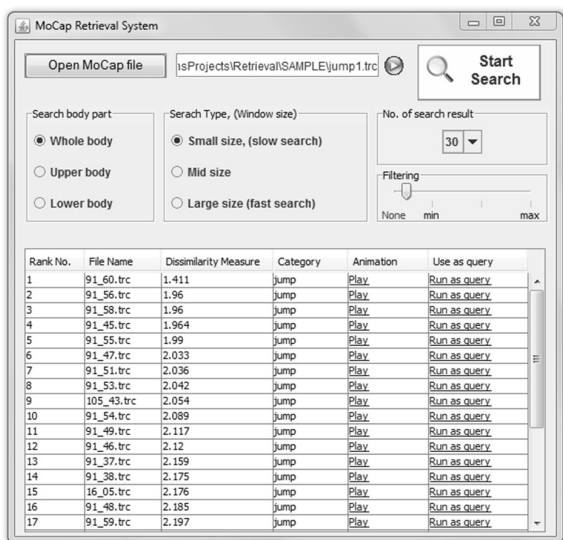 MoCap Retrieval System
Open MoCap file
ısProjects\Retrieval\SAMPLE\jump1.trc
Start
Search
Search body part
Whole body
Upper body
Lower body
Serach Type, (Window size)
Small size, (slow search)
Mid size
Large size (fast search)
No. of search result
30
Filtering
None min max
Rank No. File Name Dissimilarity Measure Category Animation Use as query
1 91_60.trc 1.411 jump Play Run as query
2 91_56.trc 1.96 jump Play Run as query
3 91_58.trc 1.96 jump Play Run as query
4 91_45.trc 1.964 jump Play Run as query
5 91_55.trc 1.99 jump Play Run as query
6 91_47.trc 2.033 jump Play Run as query
7 91_51.trc 2.036 jump Play Run as query
8 91_53.trc 2.042 jump Play Run as query
9 105_43.trc 2.054 jump Play Run as query
10 91_54.trc 2.089 jump Play Run as query
11 91_49.trc 2.117 jump Play Run as query
12 91_46.trc 2.12 jump Play Run as query
13 91_37.trc 2.159 jump Play Run as query
14 91_38.trc 2.175 jump Play Run as query
15 16_05.trc 2.176 jump Play Run as query
16 91_48.trc 2.185 jump Play Run as query
17 91_59.trc 2.197 jump Play Run as query